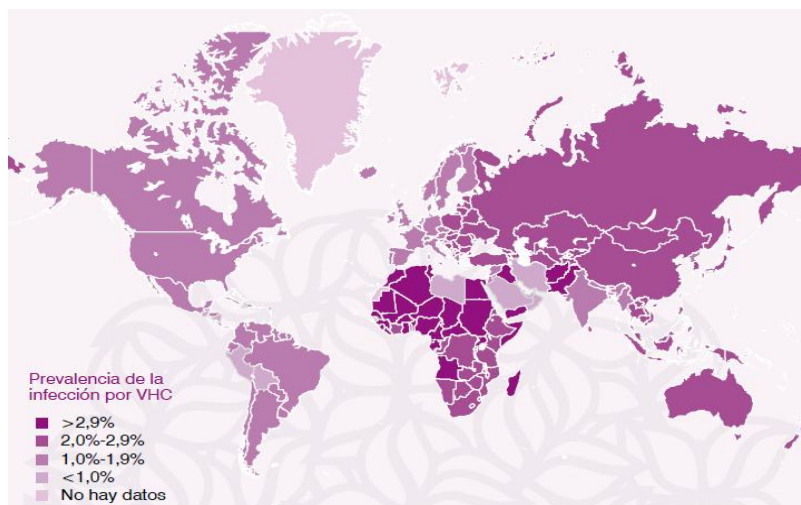 Prevalencia de la
infección por VHC
>2,9%
2,0%-2,9%
1,0%-1,9%
<1,0%
No hay datos